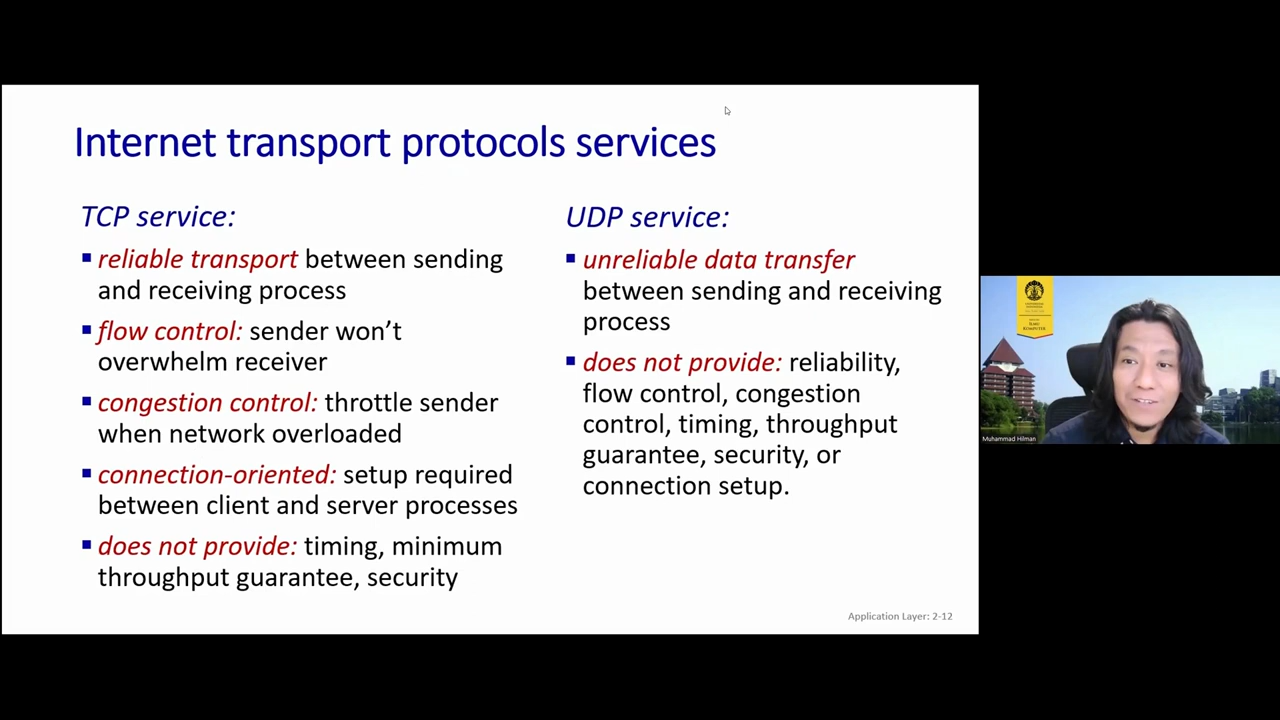 Internet transport protocols services
TCP service:
▪ reliable transport between sending
and receiving process
▪ flow control: sender won’t
overwhelm receiver
▪ congestion control: throttle sender
when network overloaded
▪ connection-oriented: setup required
between client and server processes
▪ does not provide: timing, minimum
throughput guarantee, security
UDP service:
▪ unreliable data transfer
between sending and receiving
process
▪ does not provide: reliability,
flow control, congestion
control, timing, throughput
guarantee, security, or
connection setup.
Application Layer: 2-12
ILMU
KOMPUTER
Muhammad Hilman